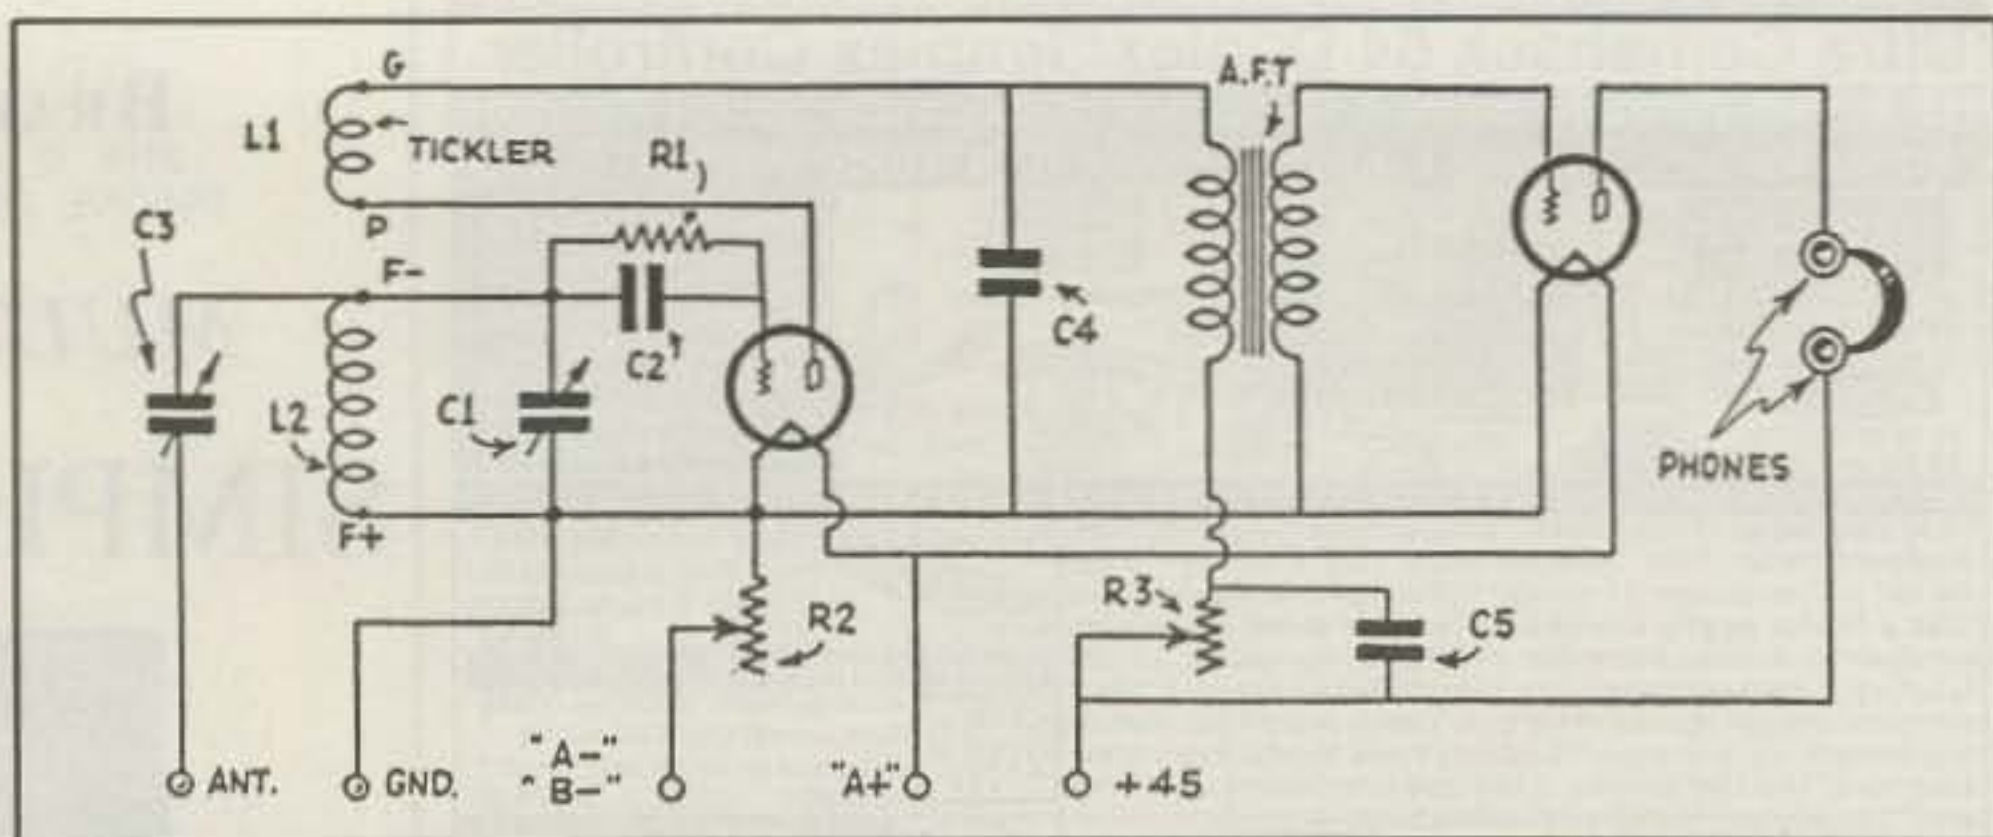 G
A.F.T
L1
TICKLER
R1
P
C3
F-
C2
C4
L2
C1
PHONES
F+
R3
R2
C5
ANT.
GND.
"A-"
"B-"
"A+"
+45